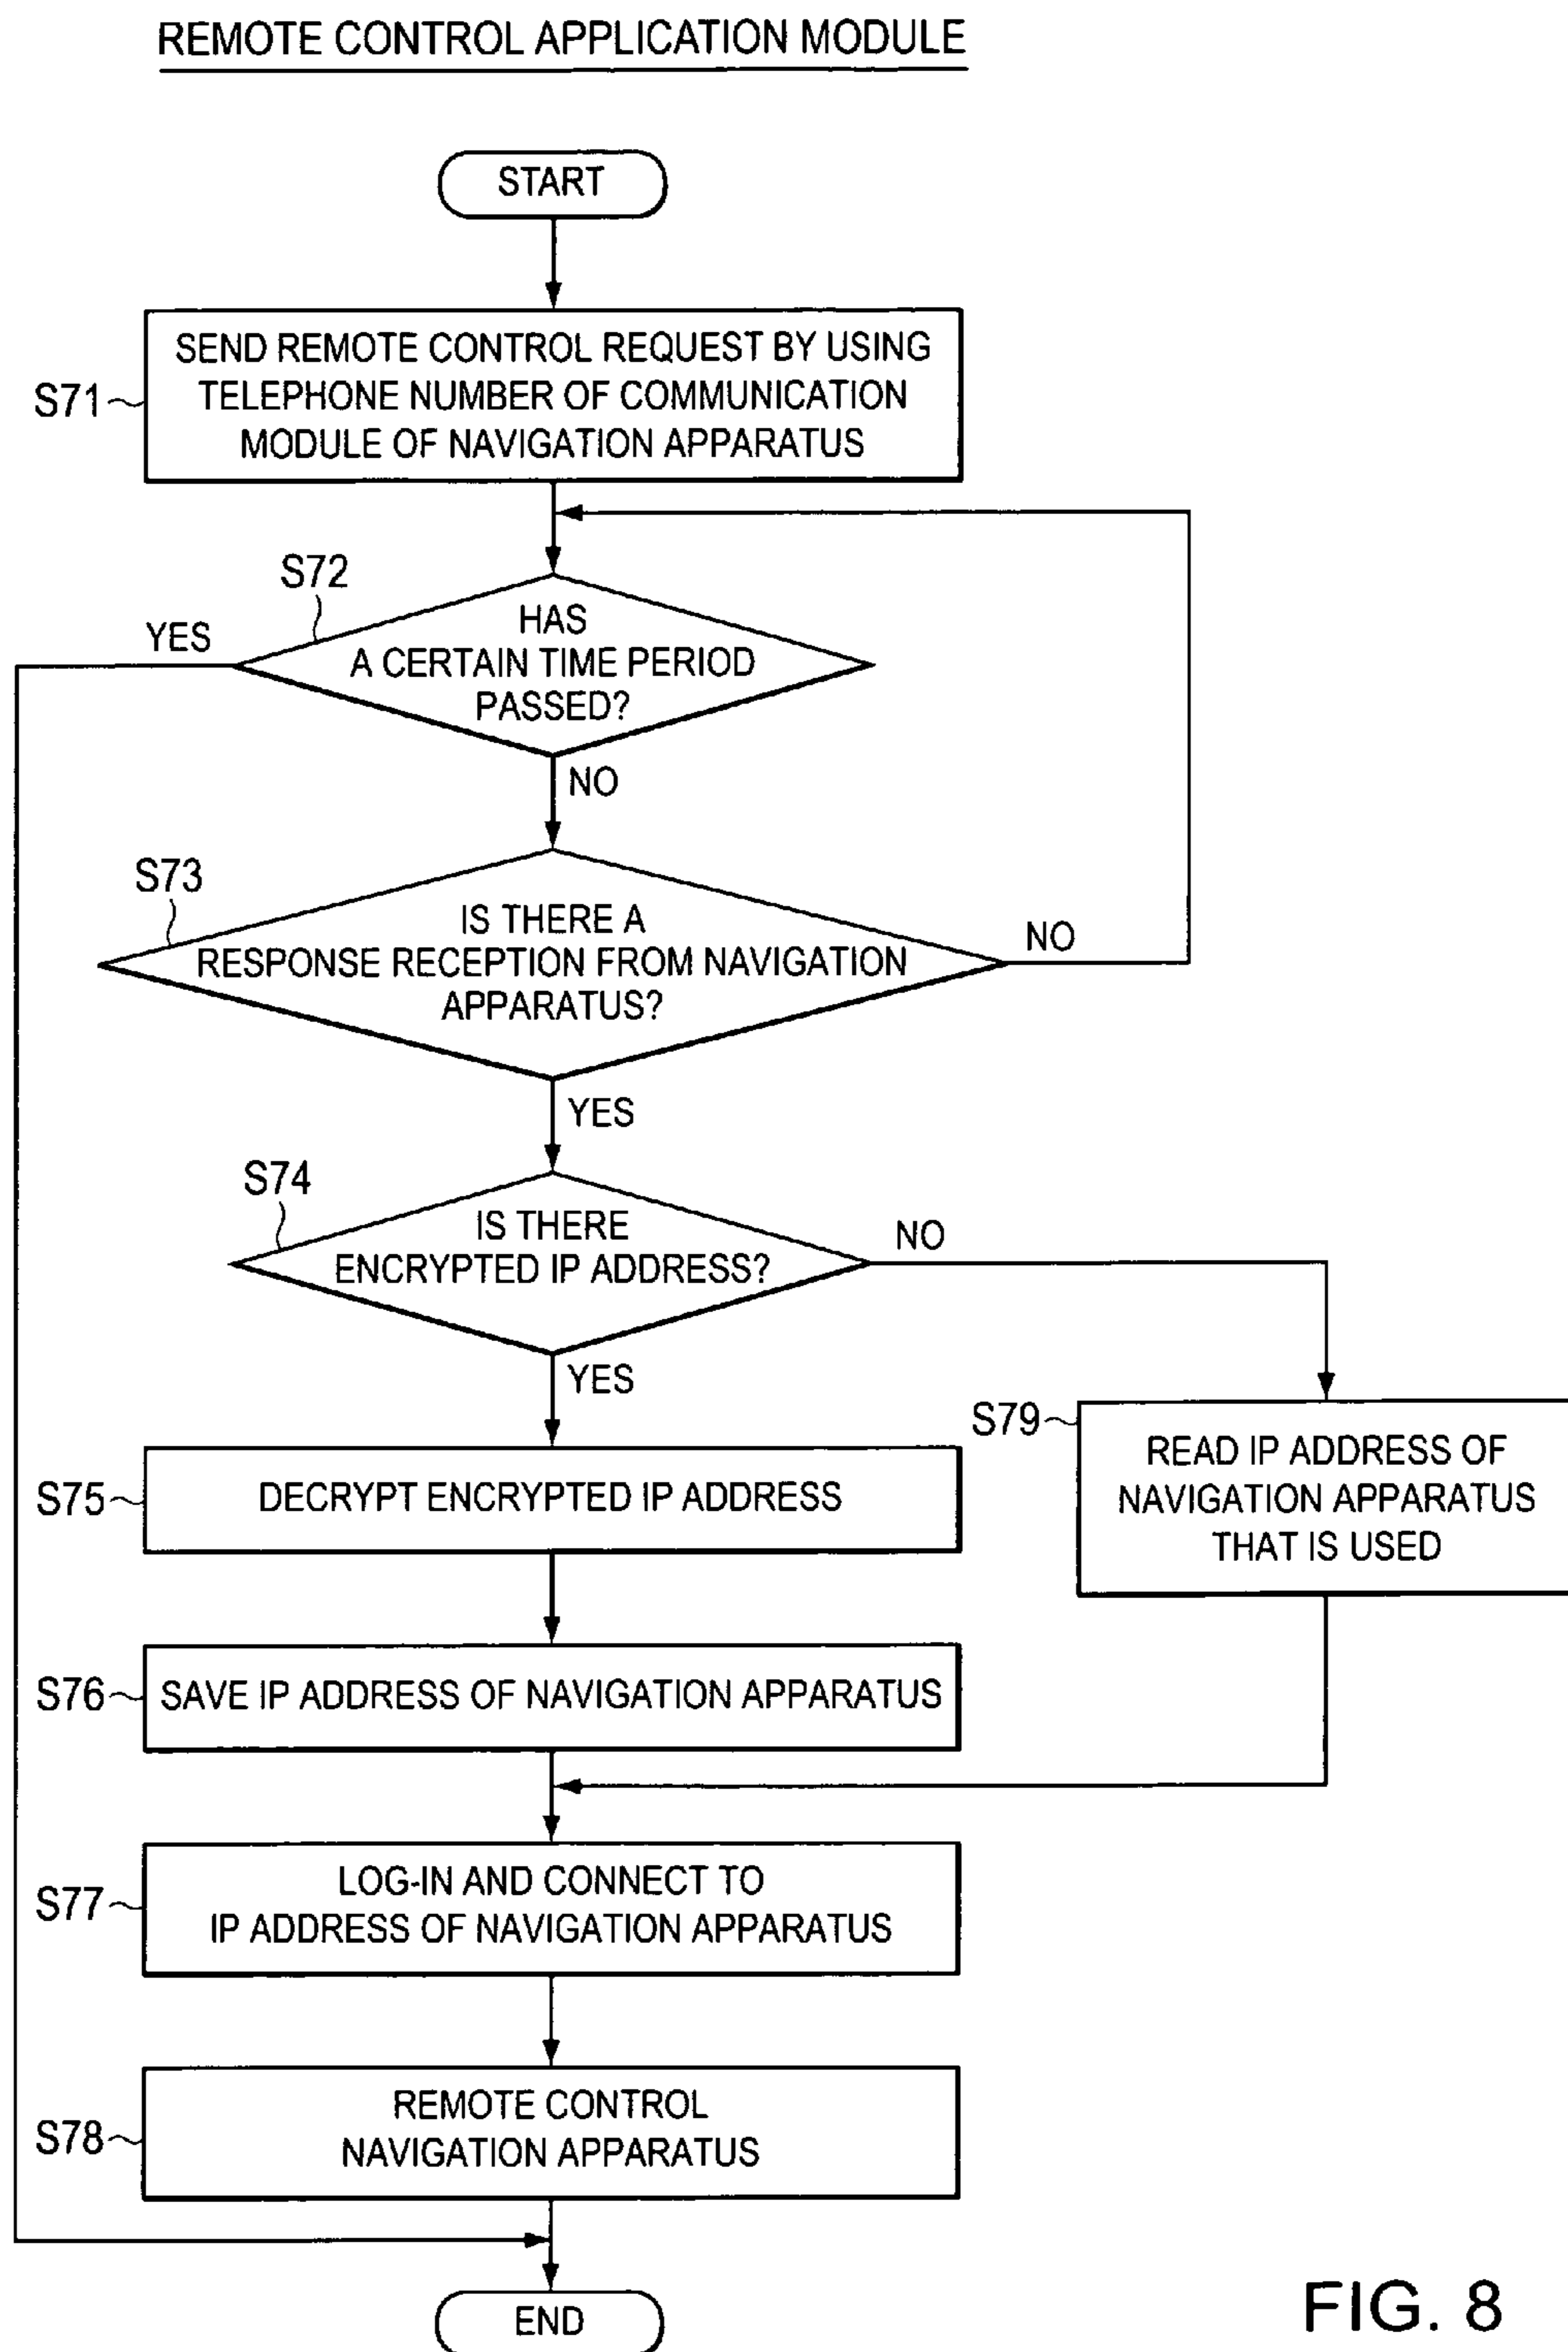 REMOTE CONTROL APPLICATION MODULE
START
S71
SEND REMOTE CONTROL REQUEST BY USING
TELEPHONE NUMBER OF COMMUNICATION
MODULE OF NAVIGATION APPARATUS
S72
YES
HAS
A CERTAIN TIME PERIOD
PASSED?
NO
S73
IS THERE A
RESPONSE RECEPTION FROM NAVIGATION
APPARATUS?
NO
YES
S74
IS THERE
ENCRYPTED IP ADDRESS?
NO
YES
S75
DECRYPT ENCRYPTED IP ADDRESS
S79
READ IP ADDRESS OF
NAVIGATION APPARATUS
THAT IS USED
S76
SAVE IP ADDRESS OF NAVIGATION APPARATUS
S77
LOG-IN AND CONNECT TO
IP ADDRESS OF NAVIGATION APPARATUS
S78
REMOTE CONTROL
NAVIGATION APPARATUS
END
FIG. 8